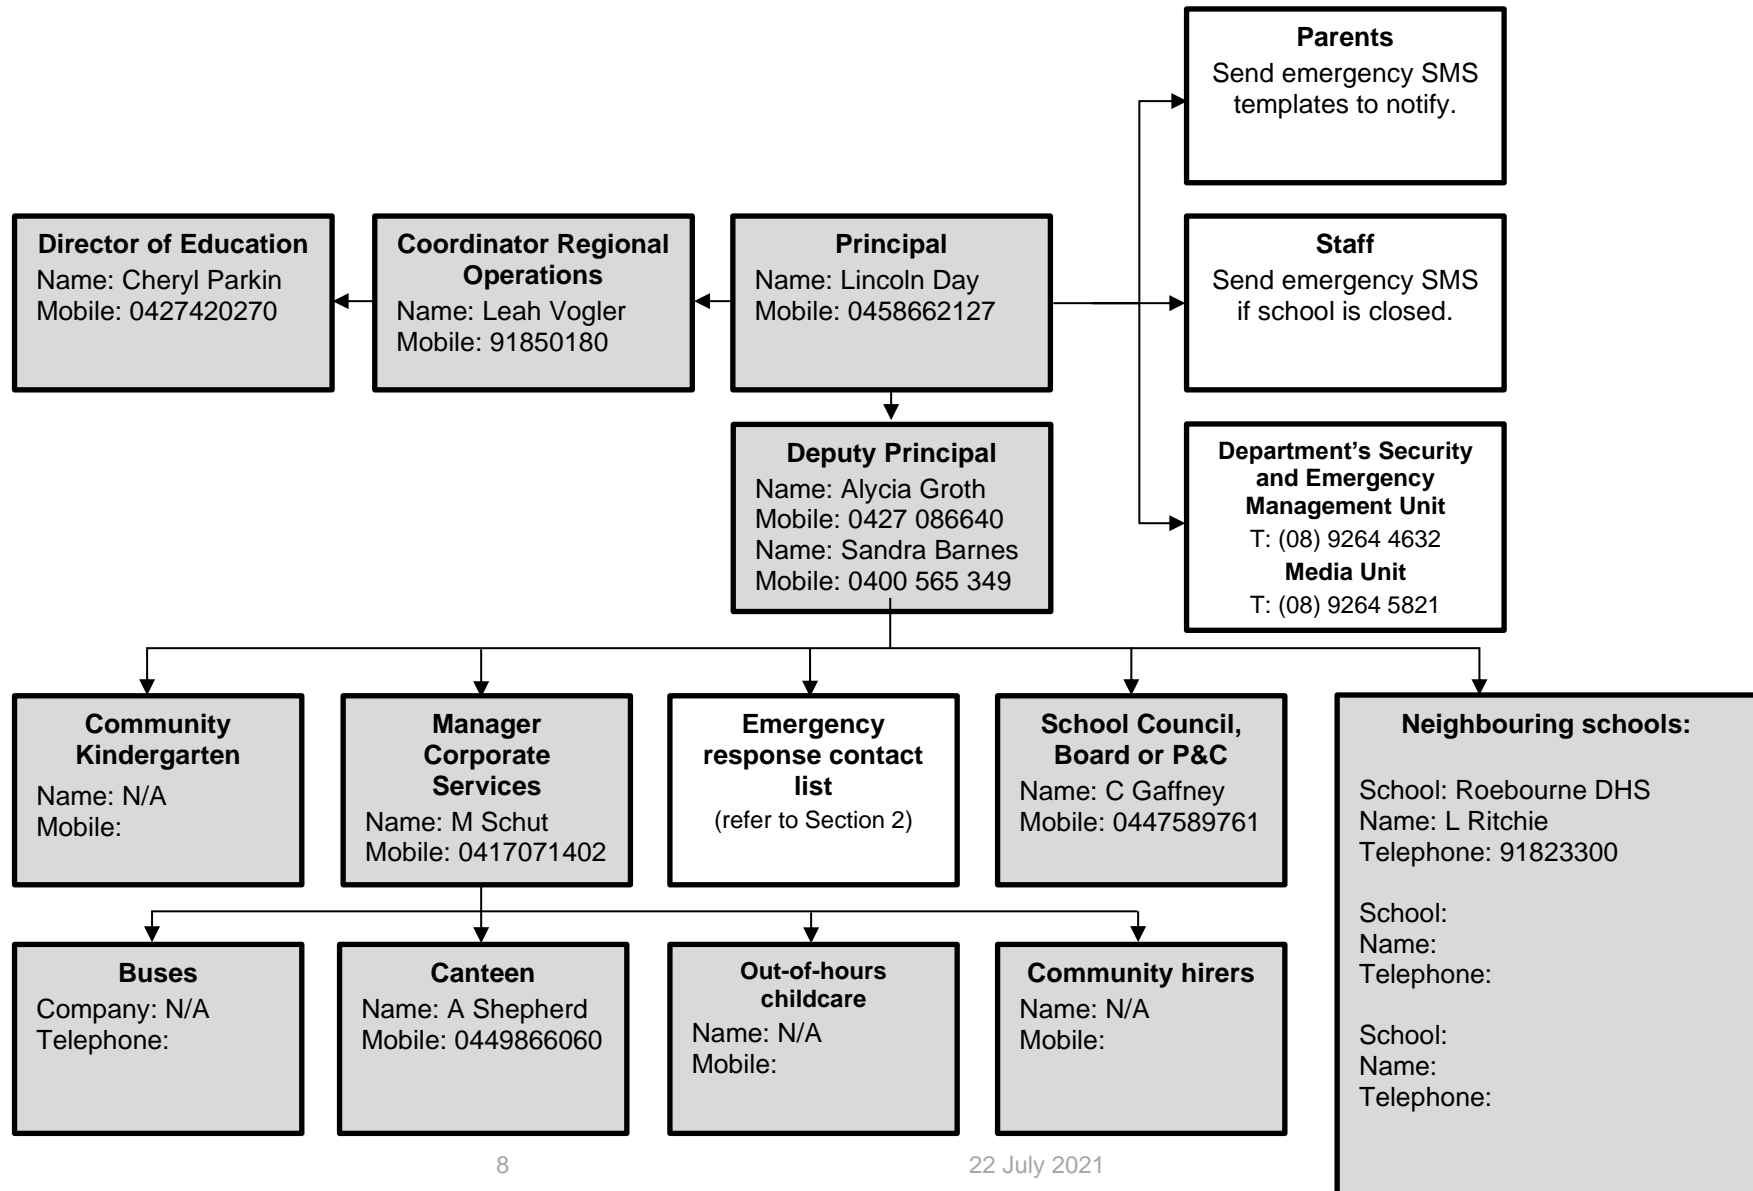 Parents
Send emergency SMS
templates to notify.
Director of Education
Name: Cheryl Parkin
Mobile: 0427420270
Coordinator Regional
Operations
Name: Leah Vogler
Mobile: 91850180
Principal
Name: Lincoln Day
Mobile: 0458662127
Staff
Send emergency SMS
if school is closed.
Deputy Principal
Name: Alycia Groth
Mobile: 0427 086640
Name: Sandra Barnes
Mobile: 0400 565 349
Department’s Security
and Emergency
Management Unit
T: (08) 9264 4632
Media Unit
T: (08) 9264 5821
Community
Kindergarten
Name: N/A
Mobile:
Manager
Corporate
Services
Name: M Schut
Mobile: 0417071402
Emergency
response contact
list
(refer to Section 2)
School Council,
Board or P&C
Name: C Gaffney
Mobile: 0447589761
Neighbouring schools:
School: Roebourne DHS
Name: L Ritchie
Telephone: 91823300
School:
Name:
Telephone:
School:
Name:
Telephone:
Buses
Company: N/A
Telephone:
Canteen
Name: A Shepherd
Mobile: 0449866060
Out-of-hours
childcare
Name: N/A
Mobile:
Community hirers
Name: N/A
Mobile:
8
22 July 2021